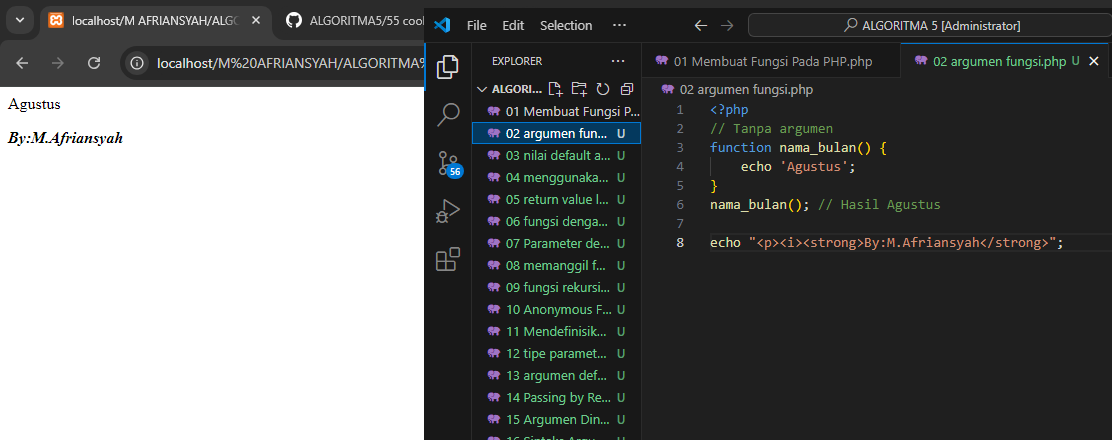 localhost/M AFRIANSYAH/ALGO
ALGORITMA5/55 cook
localhost/M%20AFRIANSYAH/ALGORITMA%
Agustus
By:M.Afriansyah
File Edit Selection ···
ALGORITMA 5 [Administrator]
EXPLORER ···
ALGORI...
01 Membuat Fungsi P...
02 argumen fun... U
03 nilai default a... U
04 menggunaka... U
05 return value l... U
06 fungsi denga... U
07 Parameter de... U
08 memanggil f... U
09 fungsi rekursi... U
10 Anonymous F... U
11 Mendefinisik... U
12 tipe paramet... U
13 argumen def... U
14 Passing by Re... U
15 Argumen Din... U
56
01 Membuat Fungsi Pada PHP.php
02 argumen fungsi.php U
02 argumen fungsi.php
1 <?php
2 // Tanpa argumen
3 function nama_bulan() {
4 echo 'Agustus';
5 }
6 nama_bulan(); // Hasil Agustus
7
8 echo "<p><i><strong>By:M.Afriansyah</strong>";